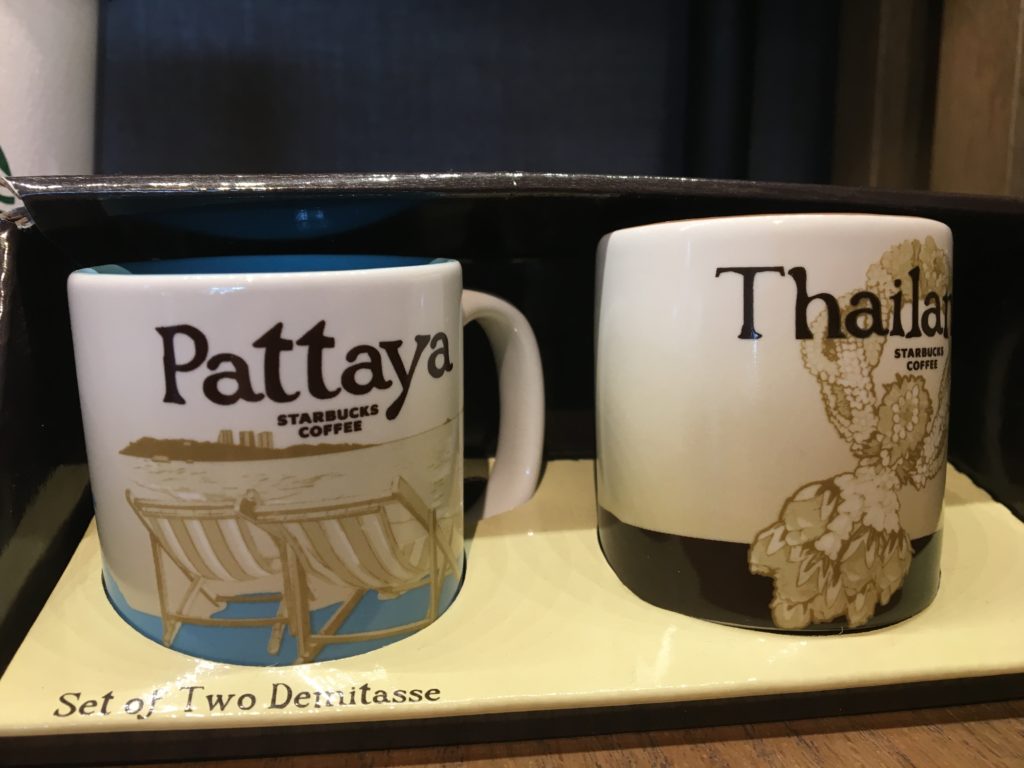 Pattaya
STARBUCKS
COFFEE
Thailan
STARBUCKS
COFFEE
Set of Two Demitasse